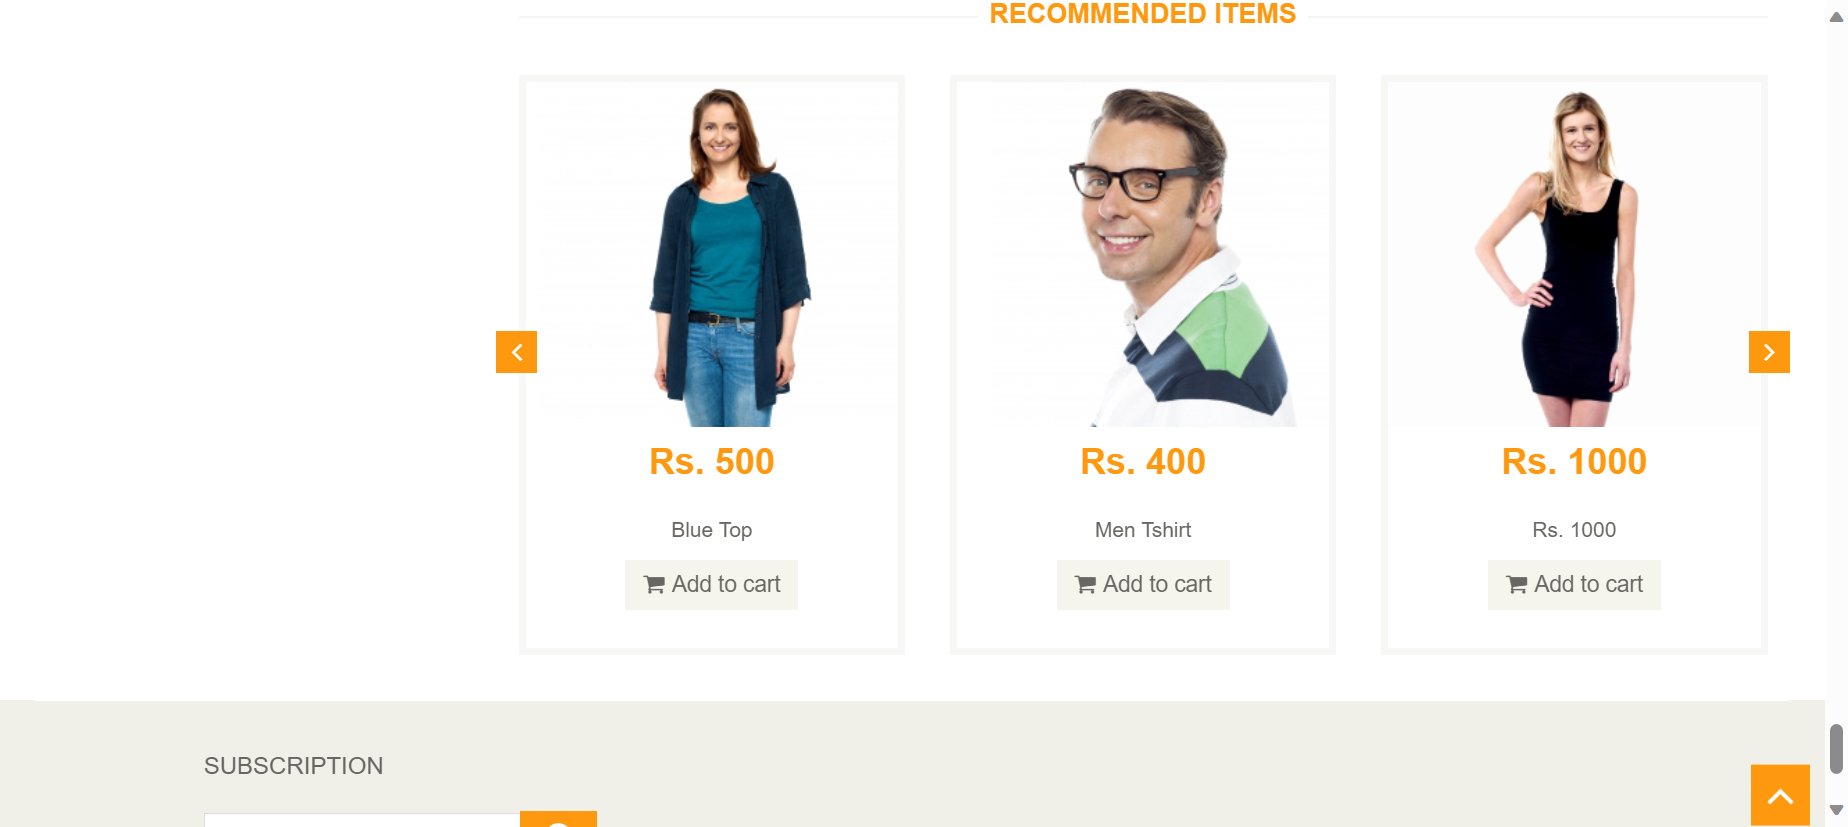 RECOMMENDED ITEMS
Rs. 500
Blue Top
Add to cart
Rs. 400
Men Tshirt
Add to cart
Rs. 1000
Rs. 1000
Add to cart
SUBSCRIPTION